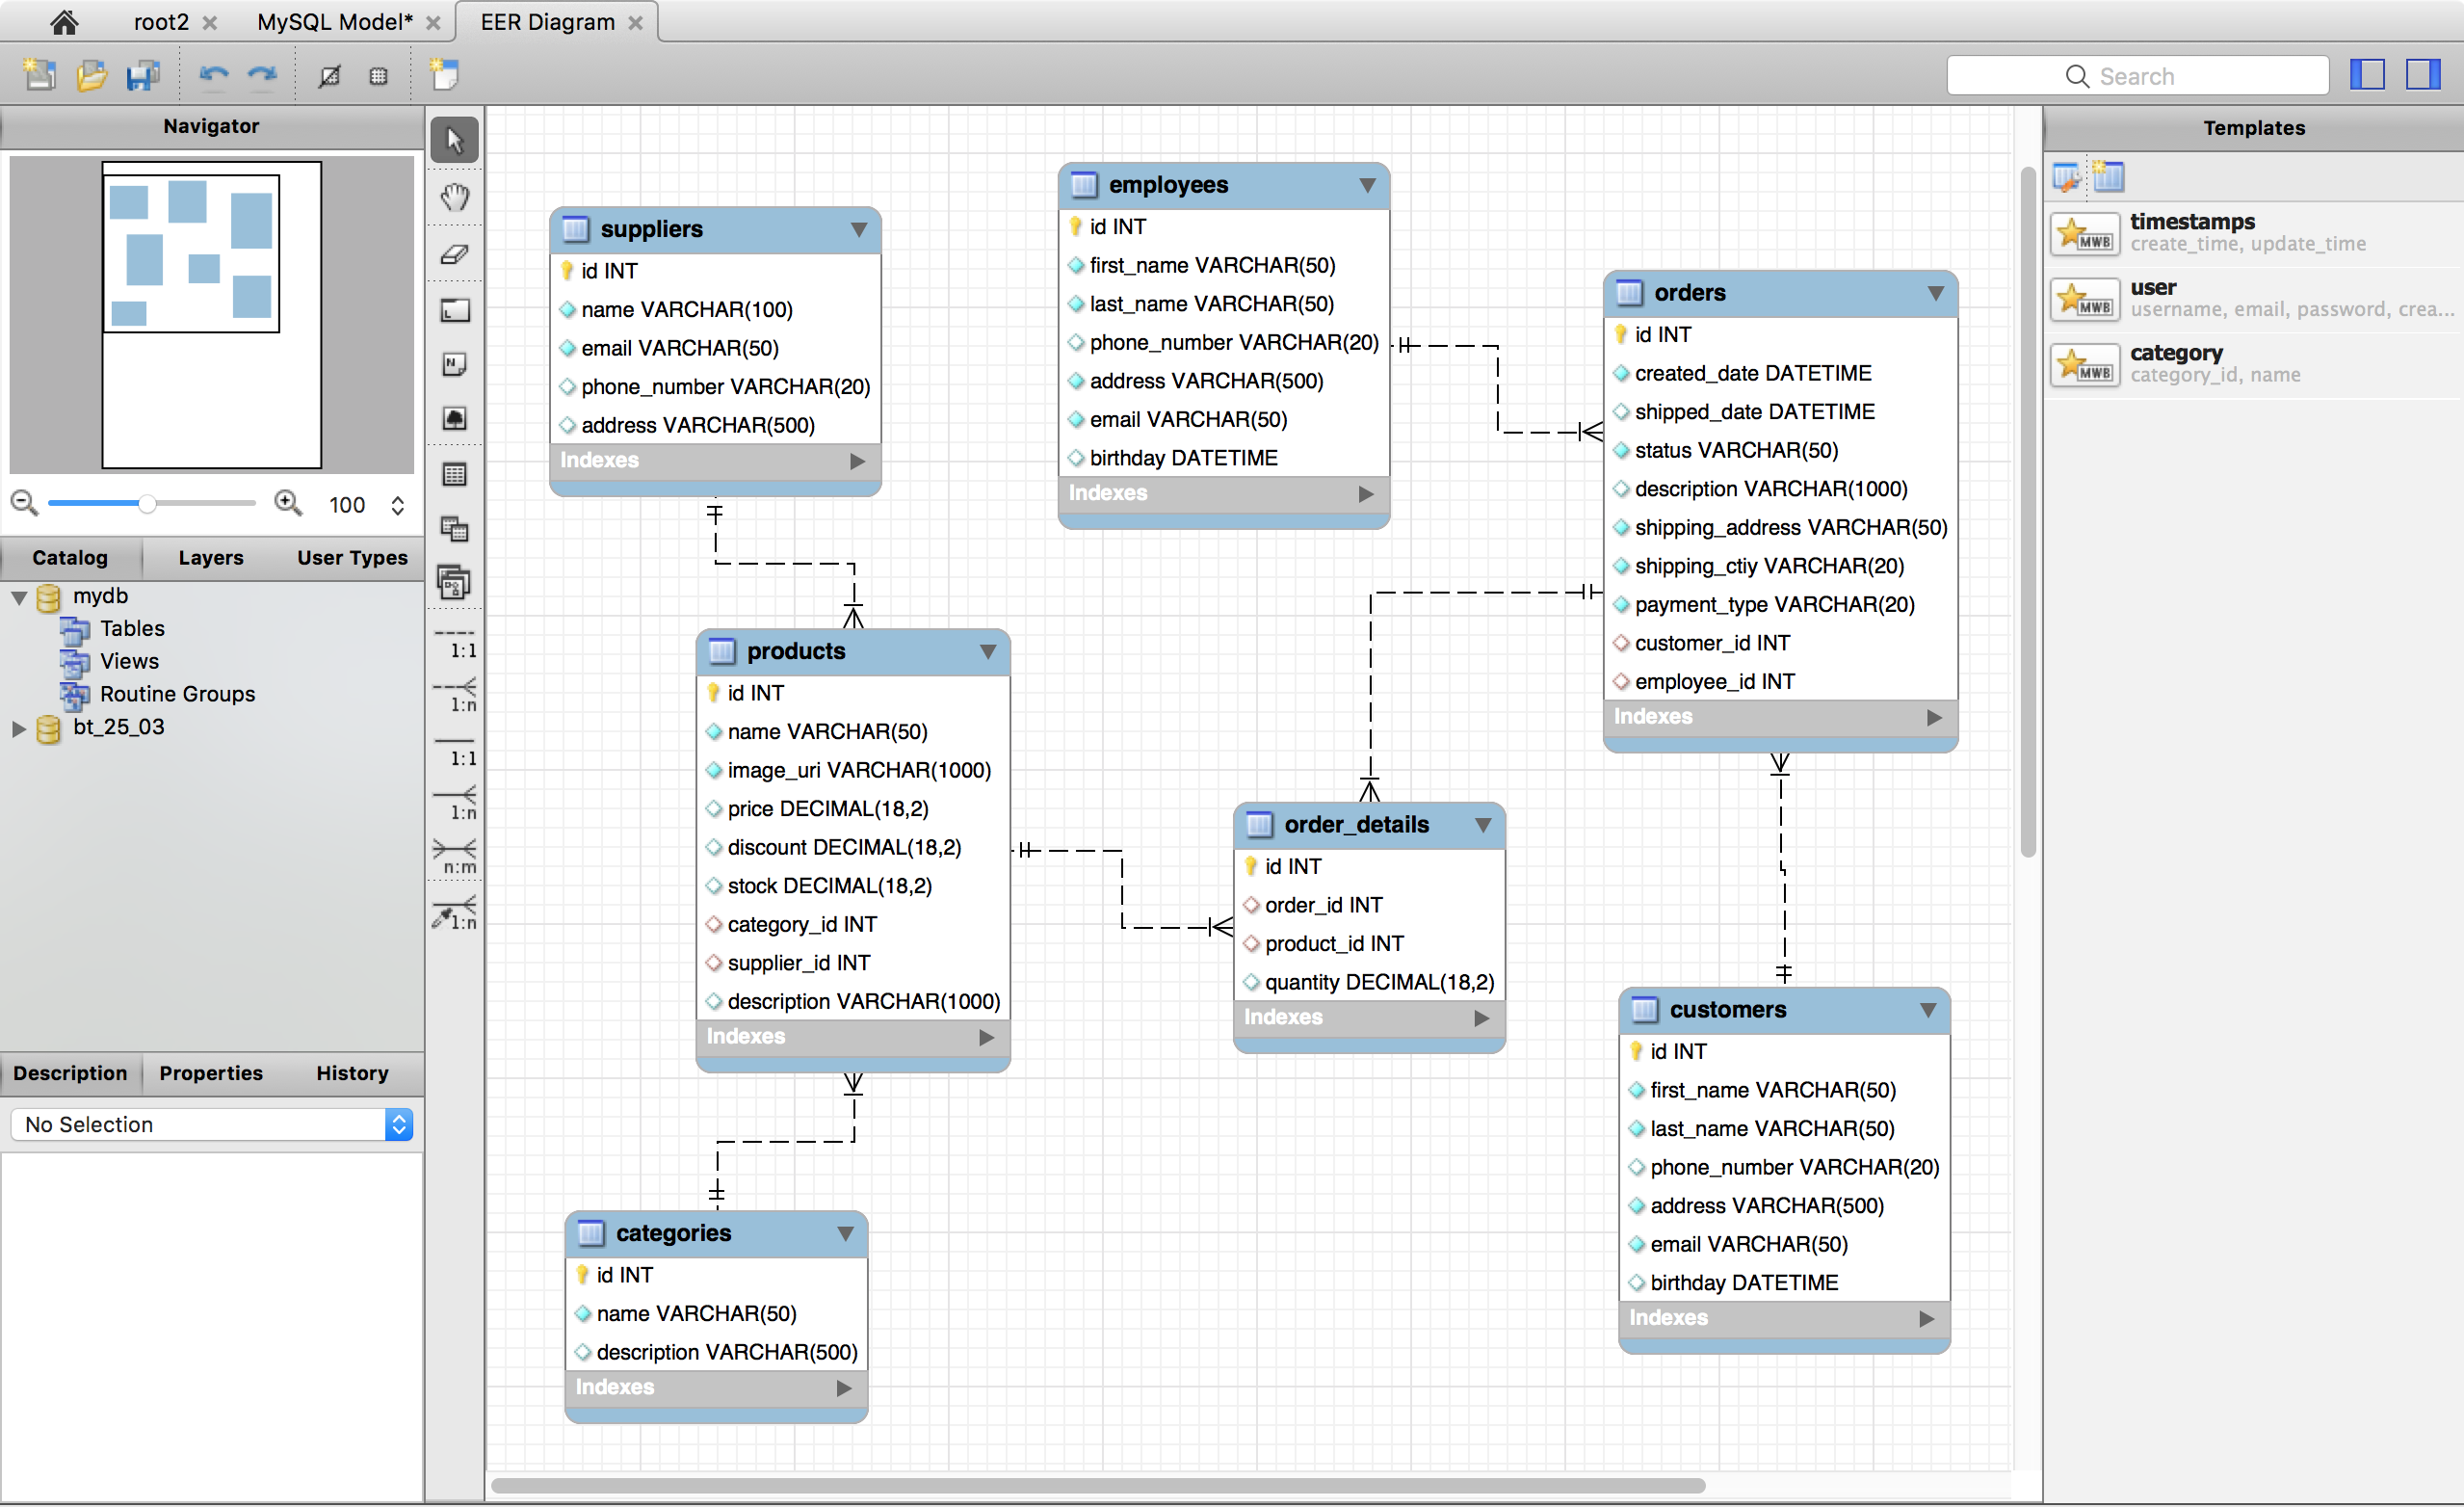 root2
MySQL Model*
EER Diagram
Search
Navigator
100
Catalog
Layers
User Types
mydb
Tables
Views
Routine Groups
bt_25_03
Description
Properties
History
No Selection
1:1
1:n
1:1
1:n
n:m
1:n
suppliers
id INT
name VARCHAR(100)
email VARCHAR(50)
phone_number VARCHAR(20)
address VARCHAR(500)
Indexes
employees
id INT
first_name VARCHAR(50)
last_name VARCHAR(50)
phone_number VARCHAR(20)
address VARCHAR(500)
email VARCHAR(50)
birthday DATETIME
Indexes
orders
id INT
created_date DATETIME
shipped_date DATETIME
status VARCHAR(50)
description VARCHAR(1000)
shipping_address VARCHAR(50)
shipping_ctiy VARCHAR(20)
payment_type VARCHAR(20)
customer_id INT
employee_id INT
Indexes
products
id INT
name VARCHAR(50)
image_uri VARCHAR(1000)
price DECIMAL(18,2)
discount DECIMAL(18,2)
stock DECIMAL(18,2)
category_id INT
supplier_id INT
description VARCHAR(1000)
Indexes
order_details
id INT
order_id INT
product_id INT
quantity DECIMAL(18,2)
Indexes
customers
id INT
first_name VARCHAR(50)
last_name VARCHAR(50)
phone_number VARCHAR(20)
address VARCHAR(500)
email VARCHAR(50)
birthday DATETIME
Indexes
categories
id INT
name VARCHAR(50)
description VARCHAR(500)
Indexes
Templates
MWB
timestamps
create_time, update_time
MWB
user
username, email, password, crea...
MWB
category
category_id, name